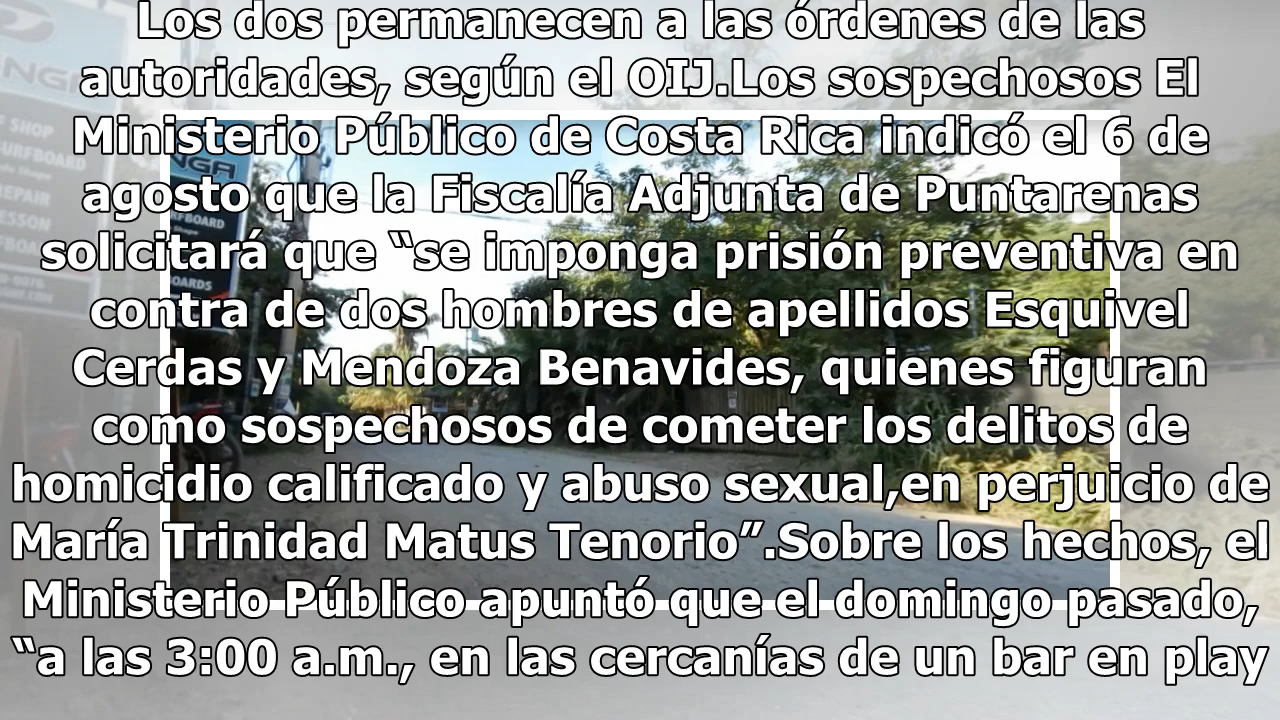 Los dos permanecen a las órdenes de las
autoridades, según el OIJ.Los sospechosos El
Ministerio Público de Costa Rica indicó el 6 de
agosto que la Fiscalía Adjunta de Puntarenas
solicitará que “se imponga prisión preventiva en
contra de dos hombres de apellidos Esquivel
Cerdas y Mendoza Benavides, quienes figuran
como sospechosos de cometer los delitos de
homicidio calificado y abuso sexual,en perjuicio de
María Trinidad Matus Tenorio”.Sobre los hechos, el
Ministerio Público apuntó que el domingo pasado,
“a las 3:00 a.m., en las cercanías de un bar en play